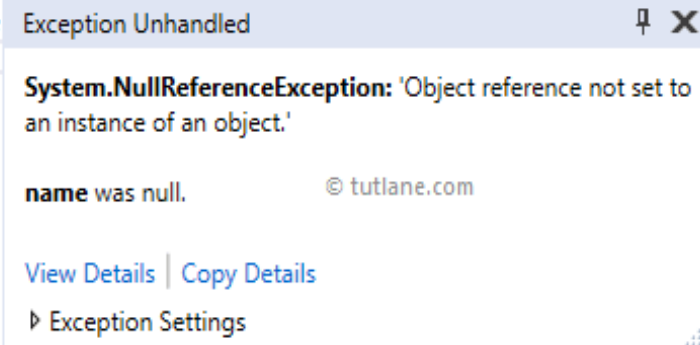 Exception Unhandled
System.NullReferenceException: 'Object reference not set to
an instance of an object.'
name was null.
© tutlane.com
View Details | Copy Details
Exception Settings